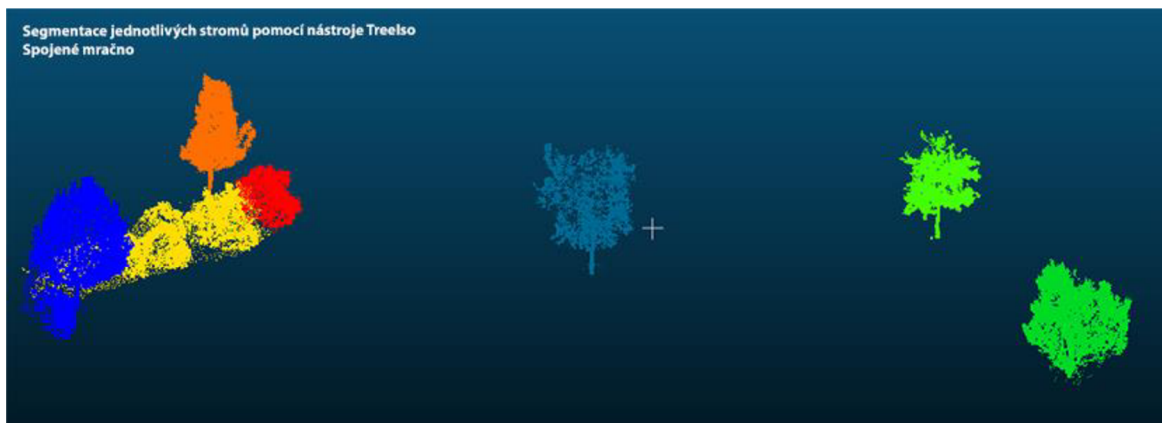 Segmentace jednotlivých stromů pomocí nástroje TreeIso
Spojené mračno